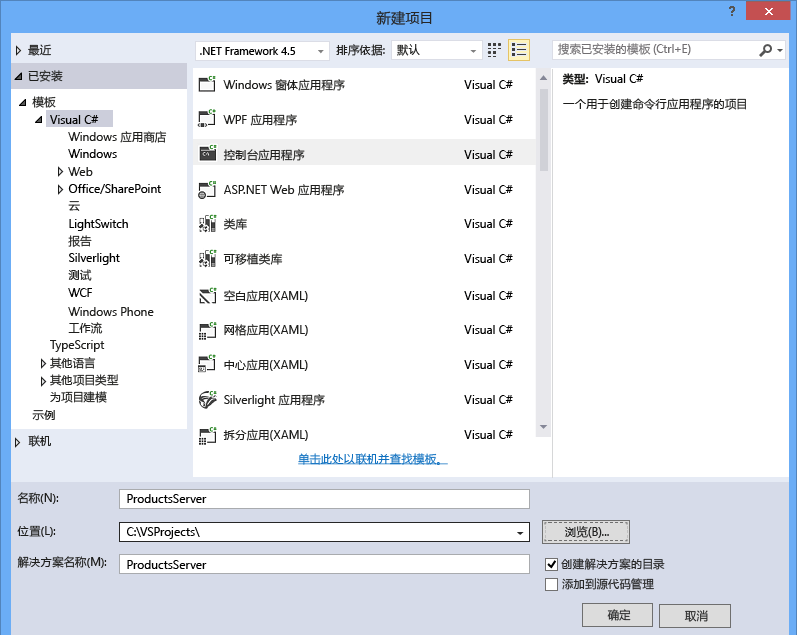 新建项目
?
最近
.NET Framework 4.5
排序依据:
默认
搜索已安装的模板 (Ctrl+E)
已安装
模板
Visual C#
Windows 应用商店
Windows
Web
Office/SharePoint
云
LightSwitch
报告
Silverlight
测试
WCF
Windows Phone
工作流
TypeScript
其他语言
其他项目类型
为项目建模
示例
联机
Windows 窗体应用程序 Visual C#
WPF 应用程序 Visual C#
控制台应用程序 Visual C#
ASP.NET Web 应用程序 Visual C#
类库 Visual C#
可移植类库 Visual C#
空白应用(XAML) Visual C#
网格应用(XAML) Visual C#
中心应用(XAML) Visual C#
Silverlight 应用程序 Visual C#
拆分应用(XAML) Visual C#
单击此处以联机并查找模板。
类型: Visual C#
一个用于创建命令行应用程序的项目
名称(N): ProductsServer
位置(L): C:\VSProjects\ 浏览(B)...
解决方案名称(M): ProductsServer
创建解决方案的目录
添加到源代码管理
确定 取消